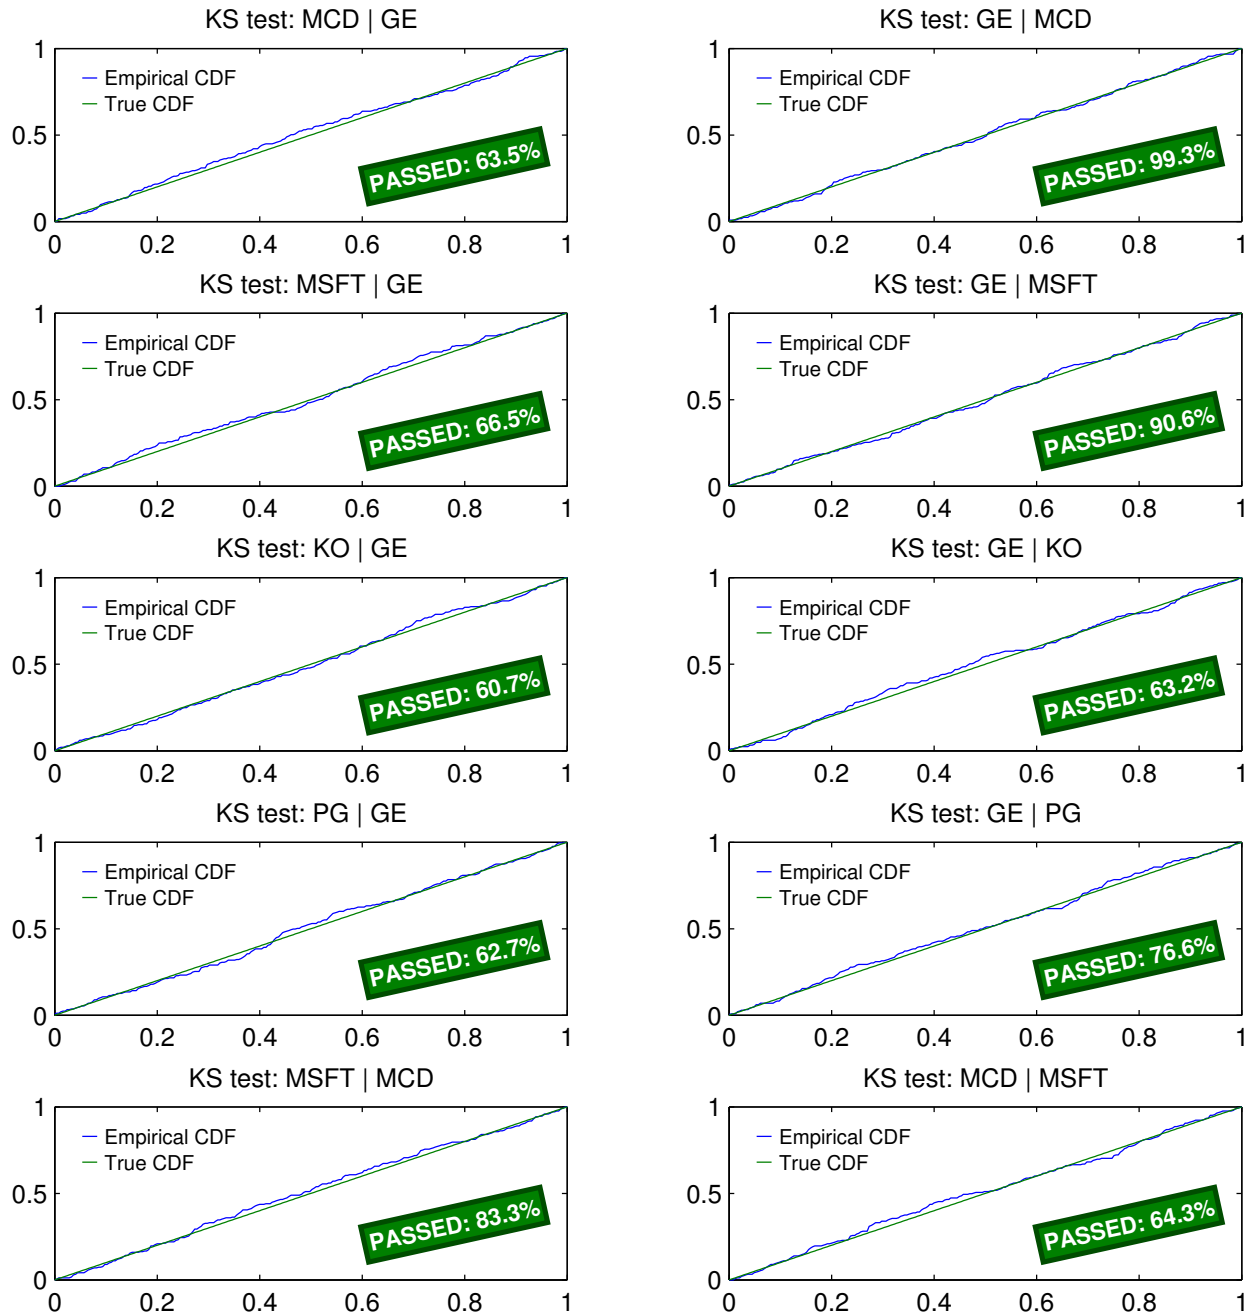 KS test: MCD | GE
1
0.5
0
Empirical CDF
True CDF
PASSED: 63.5%
0 0.2 0.4 0.6 0.8 1
KS test: GE | MCD
1
0.5
0
Empirical CDF
True CDF
PASSED: 99.3%
0 0.2 0.4 0.6 0.8 1
KS test: MSFT | GE
1
0.5
0
Empirical CDF
True CDF
PASSED: 66.5%
0 0.2 0.4 0.6 0.8 1
KS test: GE | MSFT
1
0.5
0
Empirical CDF
True CDF
PASSED: 90.6%
0 0.2 0.4 0.6 0.8 1
KS test: KO | GE
1
0.5
0
Empirical CDF
True CDF
PASSED: 60.7%
0 0.2 0.4 0.6 0.8 1
KS test: GE | KO
1
0.5
0
Empirical CDF
True CDF
PASSED: 63.2%
0 0.2 0.4 0.6 0.8 1
KS test: PG | GE
1
0.5
0
Empirical CDF
True CDF
PASSED: 62.7%
0 0.2 0.4 0.6 0.8 1
KS test: GE | PG
1
0.5
0
Empirical CDF
True CDF
PASSED: 76.6%
0 0.2 0.4 0.6 0.8 1
KS test: MSFT | MCD
1
0.5
0
Empirical CDF
True CDF
PASSED: 83.3%
0 0.2 0.4 0.6 0.8 1
KS test: MCD | MSFT
1
0.5
0
Empirical CDF
True CDF
PASSED: 64.3%
0 0.2 0.4 0.6 0.8 1